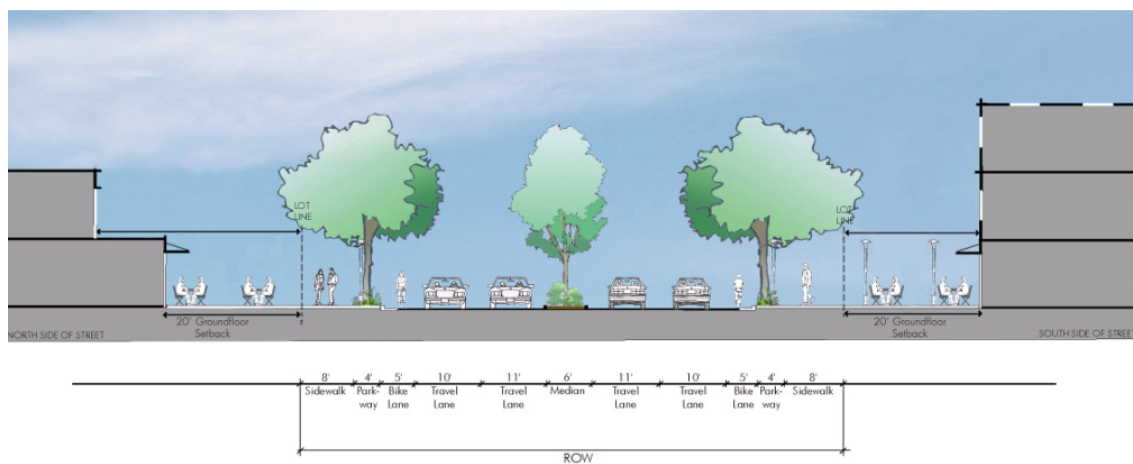 LOT
LINE
LOT
LINE
20' Groundfloor
Setback
20' Groundfloor
Setback
NORTH SIDE OF STREET
SOUTH SIDE OF STREET
8'
Sidewalk
4'
Park-
way
5'
Bike
Lane
10'
Travel
Lane
11'
Travel
Lane
6'
Median
11'
Travel
Lane
10'
Travel
Lane
5'
Bike
Lane
4'
Park-
way
8'
Sidewalk
ROW